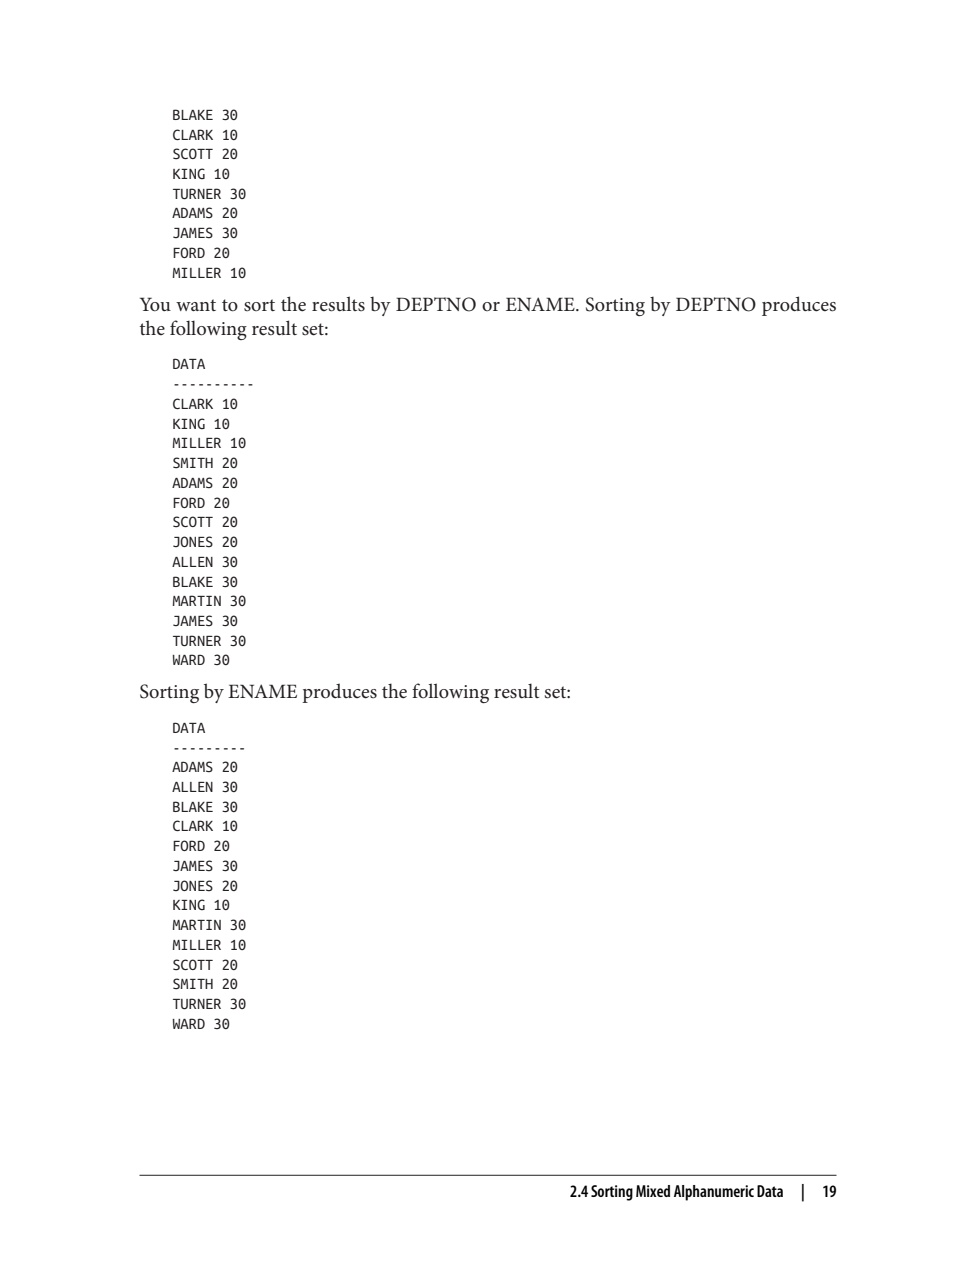 BLAKE 30
CLARK 10
SCOTT 20
KING 10
TURNER 30
ADAMS 20
JAMES 30
FORD 20
MILLER 10
You want to sort the results by DEPTNO or ENAME. Sorting by DEPTNO produces
the following result set:
DATA
----------
CLARK 10
KING 10
MILLER 10
SMITH 20
ADAMS 20
FORD 20
SCOTT 20
JONES 20
ALLEN 30
BLAKE 30
MARTIN 30
JAMES 30
TURNER 30
WARD 30
Sorting by ENAME produces the following result set:
DATA
---------
ADAMS 20
ALLEN 30
BLAKE 30
CLARK 10
FORD 20
JAMES 30
JONES 20
KING 10
MARTIN 30
MILLER 10
SCOTT 20
SMITH 20
TURNER 30
WARD 30
2.4 Sorting Mixed Alphanumeric Data | 19